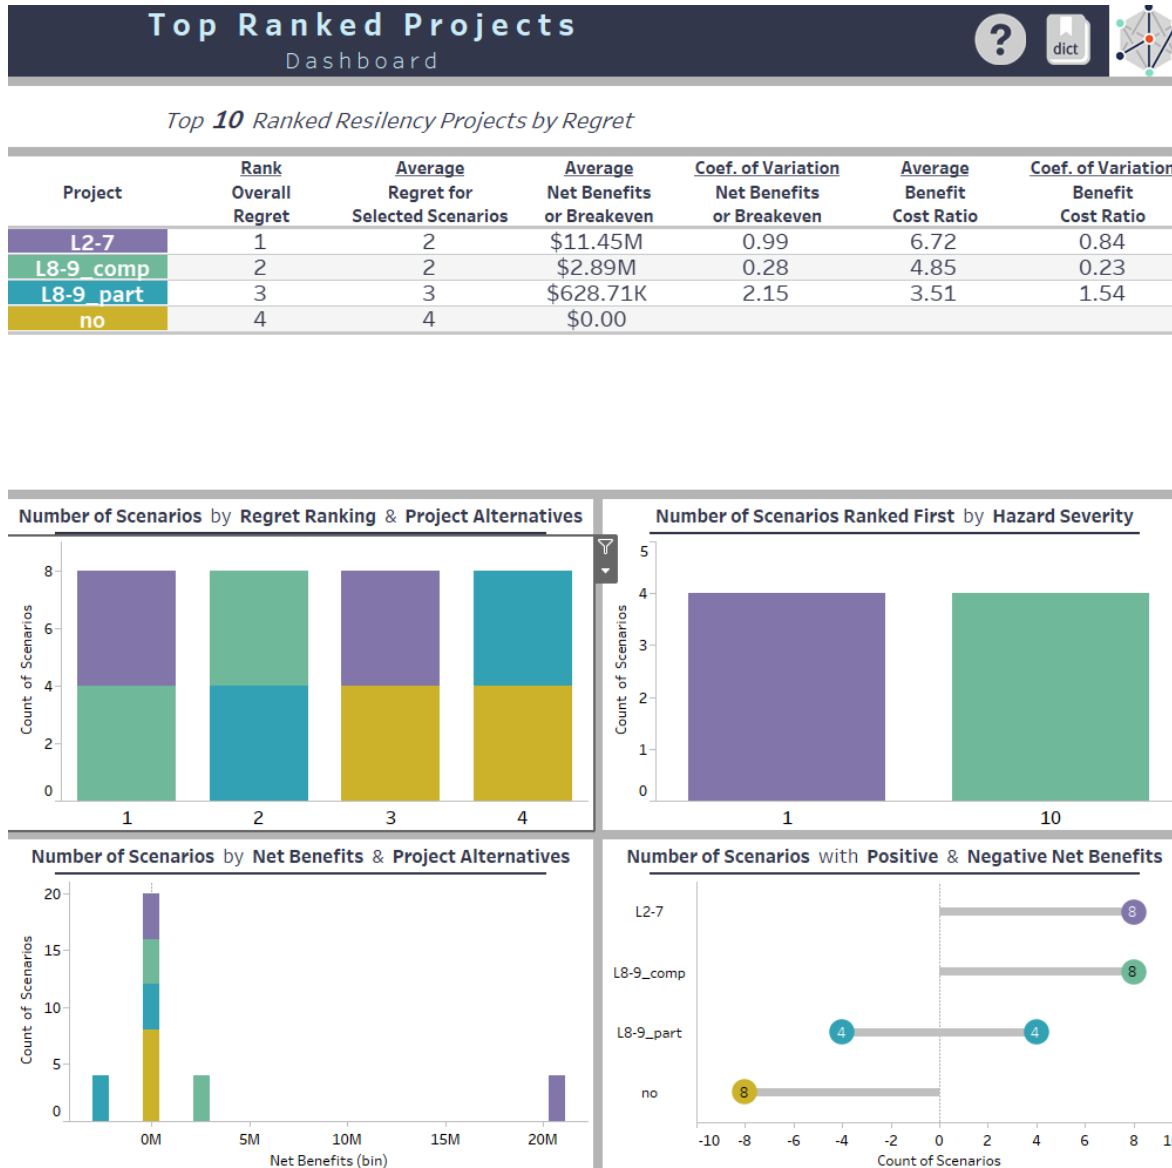 Top Ranked Projects
Dashboard
?
dict
Top 10 Ranked Resilency Projects by Regret
Project
Rank Overall Regret
Average Regret for Selected Scenarios
Average Net Benefits or Breakeven
Coef. of Variation Net Benefits or Breakeven
Average Benefit Cost Ratio
Coef. of Variation Benefit Cost Ratio
L2-7 1 2 $11.45M 0.99 6.72 0.84
L8-9_comp 2 2 $2.89M 0.28 4.85 0.23
L8-9_part 3 3 $628.71K 2.15 3.51 1.54
no 4 4 $0.00
Number of Scenarios by Regret Ranking & Project Alternatives
Count of Scenarios
8
6
4
2
0
1 2 3 4
Number of Scenarios Ranked First by Hazard Severity
Count of Scenarios
5
4
3
2
1
0
1 10
Number of Scenarios by Net Benefits & Project Alternatives
Count of Scenarios
20
15
10
5
0
0M 5M 10M 15M 20M
Net Benefits (bin)
Number of Scenarios with Positive & Negative Net Benefits
L2-7 8
L8-9_comp 8
L8-9_part 4 4
no 8
-10 -8 -6 -4 -2 0 2 4 6 8
Count of Scenarios